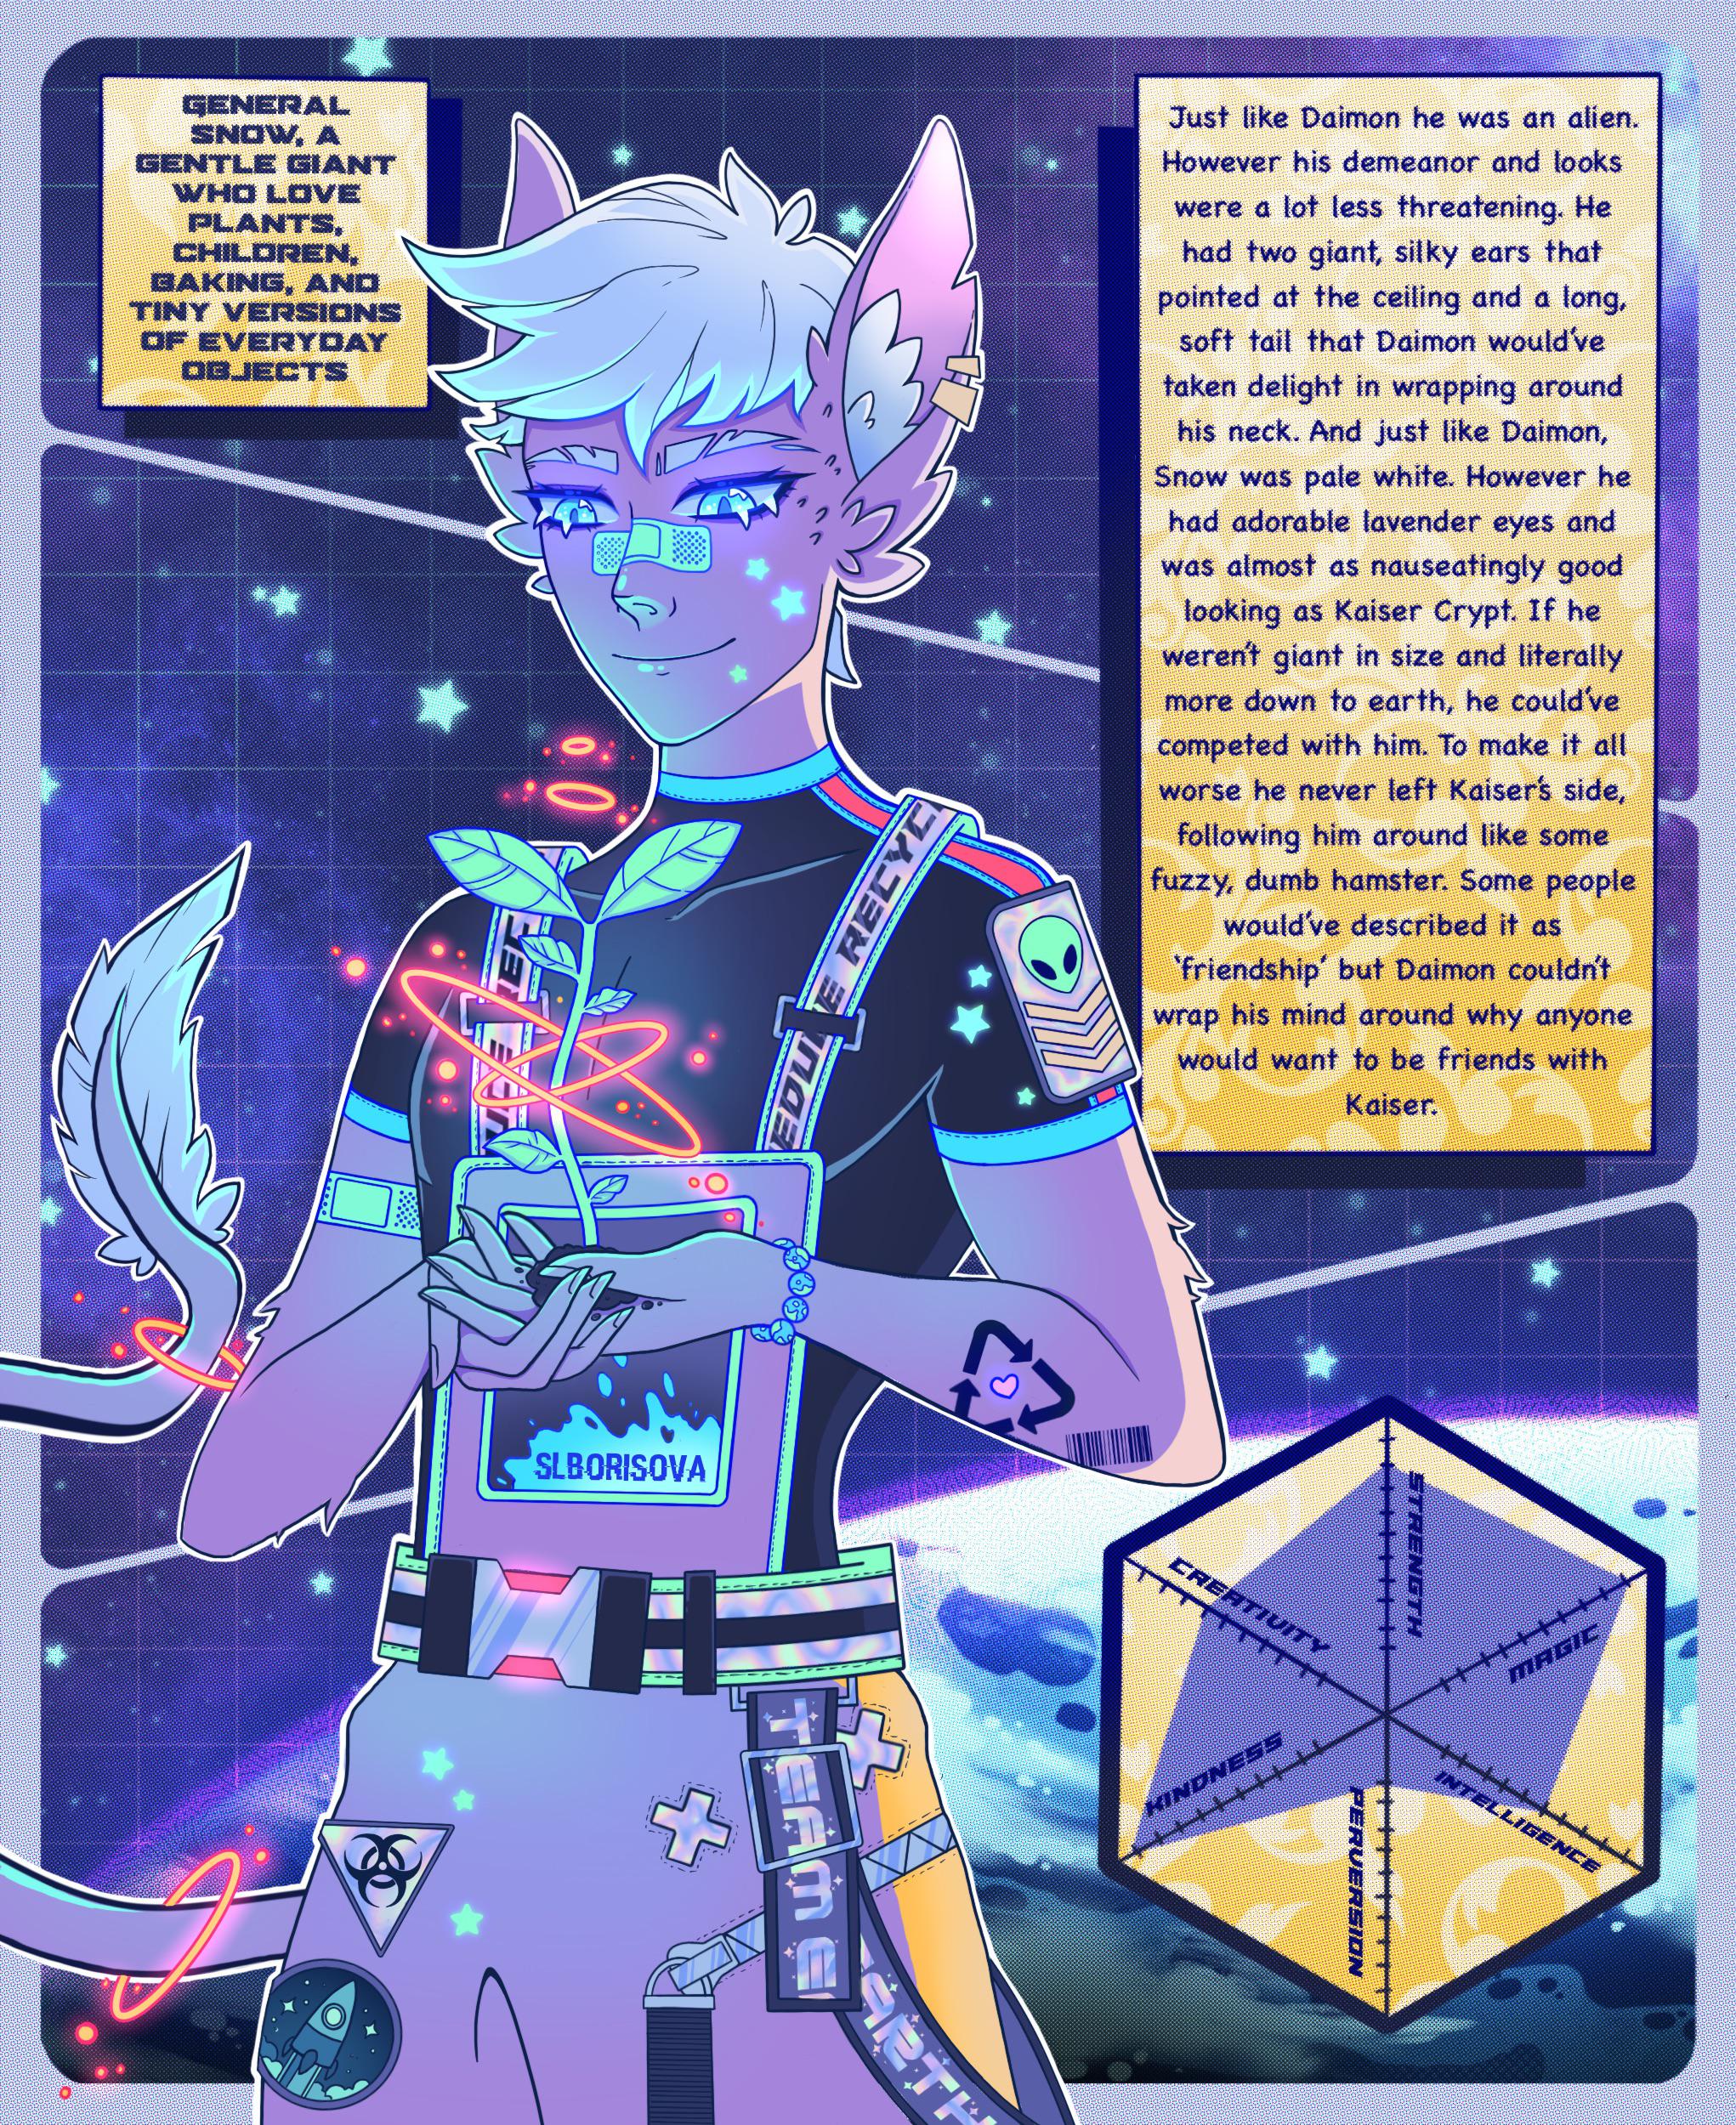 GENERAL
SNOW, A
GENTLE GIANT
WHO LOVE
PLANTS,
CHILDREN,
BAKING, AND
TINY VERSIONS
OF EVERYDAY
OBJECTS
Just like Daimon he was an alien.
However his demeanor and looks
were a lot less threatening. He
had two giant, silky ears that
pointed at the ceiling and a long,
soft tail that Daimon would've
taken delight in wrapping around
his neck. And just like Daimon,
Snow was pale white. However he
had adorable lavender eyes and
was almost as nauseatingly good
looking as Kaiser Crypt. If he
weren't giant in size and literally
more down to earth, he could've
competed with him. To make it all
worse he never left Kaiser's side,
following him around like some
fuzzy, dumb hamster. Some people
would've described it as
'friendship' but Daimon couldn't
wrap his mind around why anyone
would want to be friends with
Kaiser.
SLBORISOVA
STRENGTH
CREATIVITY
MAGIC
KINDNESS
INTELLIGENCE
PERVERSION
TEAM E